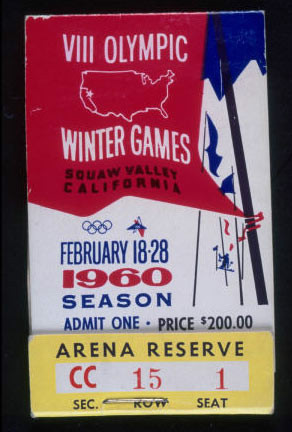 VIII OLYMPIC
WINTER GAMES
SQUAW VALLEY
CALIFORNIA
FEBRUARY 18-28
1960
SEASON
ADMIT ONE • PRICE $200.00
ARENA RESERVE
CC 15 1
SEC. ROW SEAT